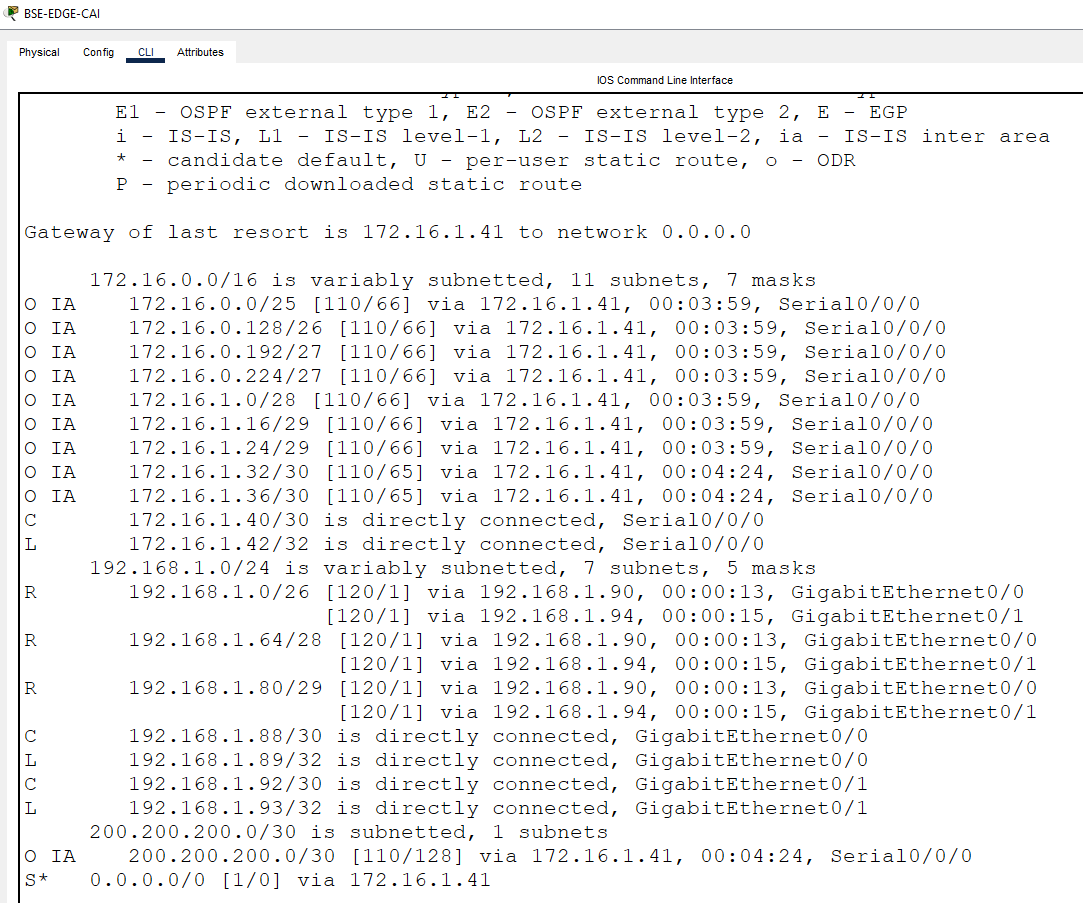 BSE-EDGE-CAI
Physical Config CLI Attributes
IOS Command Line Interface
E1 - OSPF external type 1, E2 - OSPF external type 2, E - EGP
i - IS-IS, L1 - IS-IS level-1, L2 - IS-IS level-2, ia - IS-IS inter area
* - candidate default, U - per-user static route, o - ODR
P - periodic downloaded static route
Gateway of last resort is 172.16.1.41 to network 0.0.0.0
172.16.0.0/16 is variably subnetted, 11 subnets, 7 masks
O IA 172.16.0.0/25 [110/66] via 172.16.1.41, 00:03:59, Serial0/0/0
O IA 172.16.0.128/26 [110/66] via 172.16.1.41, 00:03:59, Serial0/0/0
O IA 172.16.0.192/27 [110/66] via 172.16.1.41, 00:03:59, Serial0/0/0
O IA 172.16.0.224/27 [110/66] via 172.16.1.41, 00:03:59, Serial0/0/0
O IA 172.16.1.0/28 [110/66] via 172.16.1.41, 00:03:59, Serial0/0/0
O IA 172.16.1.16/29 [110/66] via 172.16.1.41, 00:03:59, Serial0/0/0
O IA 172.16.1.24/29 [110/66] via 172.16.1.41, 00:03:59, Serial0/0/0
O IA 172.16.1.32/30 [110/65] via 172.16.1.41, 00:04:24, Serial0/0/0
O IA 172.16.1.36/30 [110/65] via 172.16.1.41, 00:04:24, Serial0/0/0
C 172.16.1.40/30 is directly connected, Serial0/0/0
L 172.16.1.42/32 is directly connected, Serial0/0/0
192.168.1.0/24 is variably subnetted, 7 subnets, 5 masks
R 192.168.1.0/26 [120/1] via 192.168.1.90, 00:00:13, GigabitEthernet0/0
[120/1] via 192.168.1.94, 00:00:15, GigabitEthernet0/1
R 192.168.1.64/28 [120/1] via 192.168.1.90, 00:00:13, GigabitEthernet0/0
[120/1] via 192.168.1.94, 00:00:15, GigabitEthernet0/1
R 192.168.1.80/29 [120/1] via 192.168.1.90, 00:00:13, GigabitEthernet0/0
[120/1] via 192.168.1.94, 00:00:15, GigabitEthernet0/1
C 192.168.1.88/30 is directly connected, GigabitEthernet0/0
L 192.168.1.89/32 is directly connected, GigabitEthernet0/0
C 192.168.1.92/30 is directly connected, GigabitEthernet0/1
L 192.168.1.93/32 is directly connected, GigabitEthernet0/1
200.200.200.0/30 is subnetted, 1 subnets
O IA 200.200.200.0/30 [110/128] via 172.16.1.41, 00:04:24, Serial0/0/0
S* 0.0.0.0/0 [1/0] via 172.16.1.41